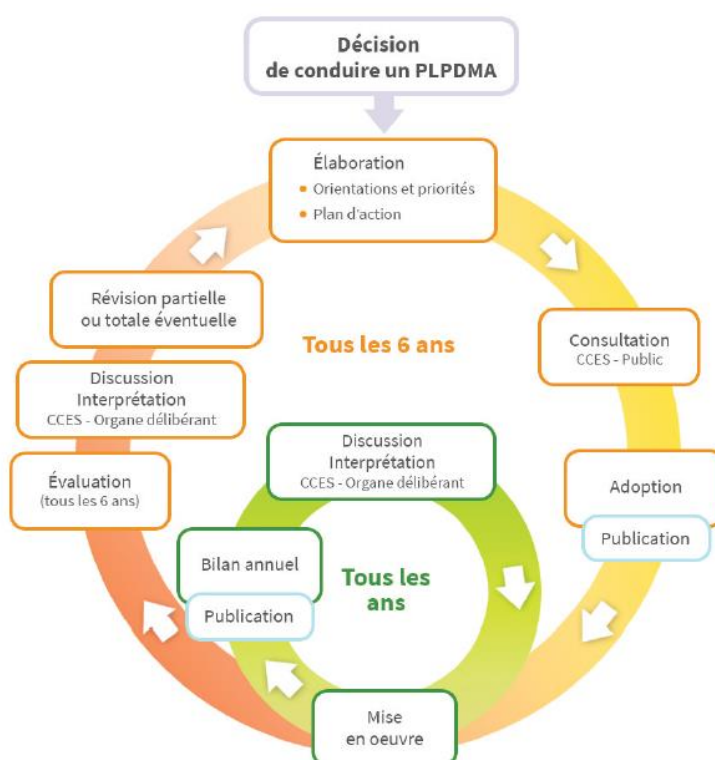 Décision
de conduire un PLPDMA
Élaboration
• Orientations et priorités
• Plan d'action
Consultation
CCES - Public
Adoption
Publication
Révision partielle
ou totale éventuelle
Discussion
Interprétation
CCES - Organe délibérant
Évaluation
(tous les 6 ans)
Tous les 6 ans
Discussion
Interprétation
CCES - Organe délibérant
Bilan annuel
Publication
Tous les
ans
Mise
en oeuvre